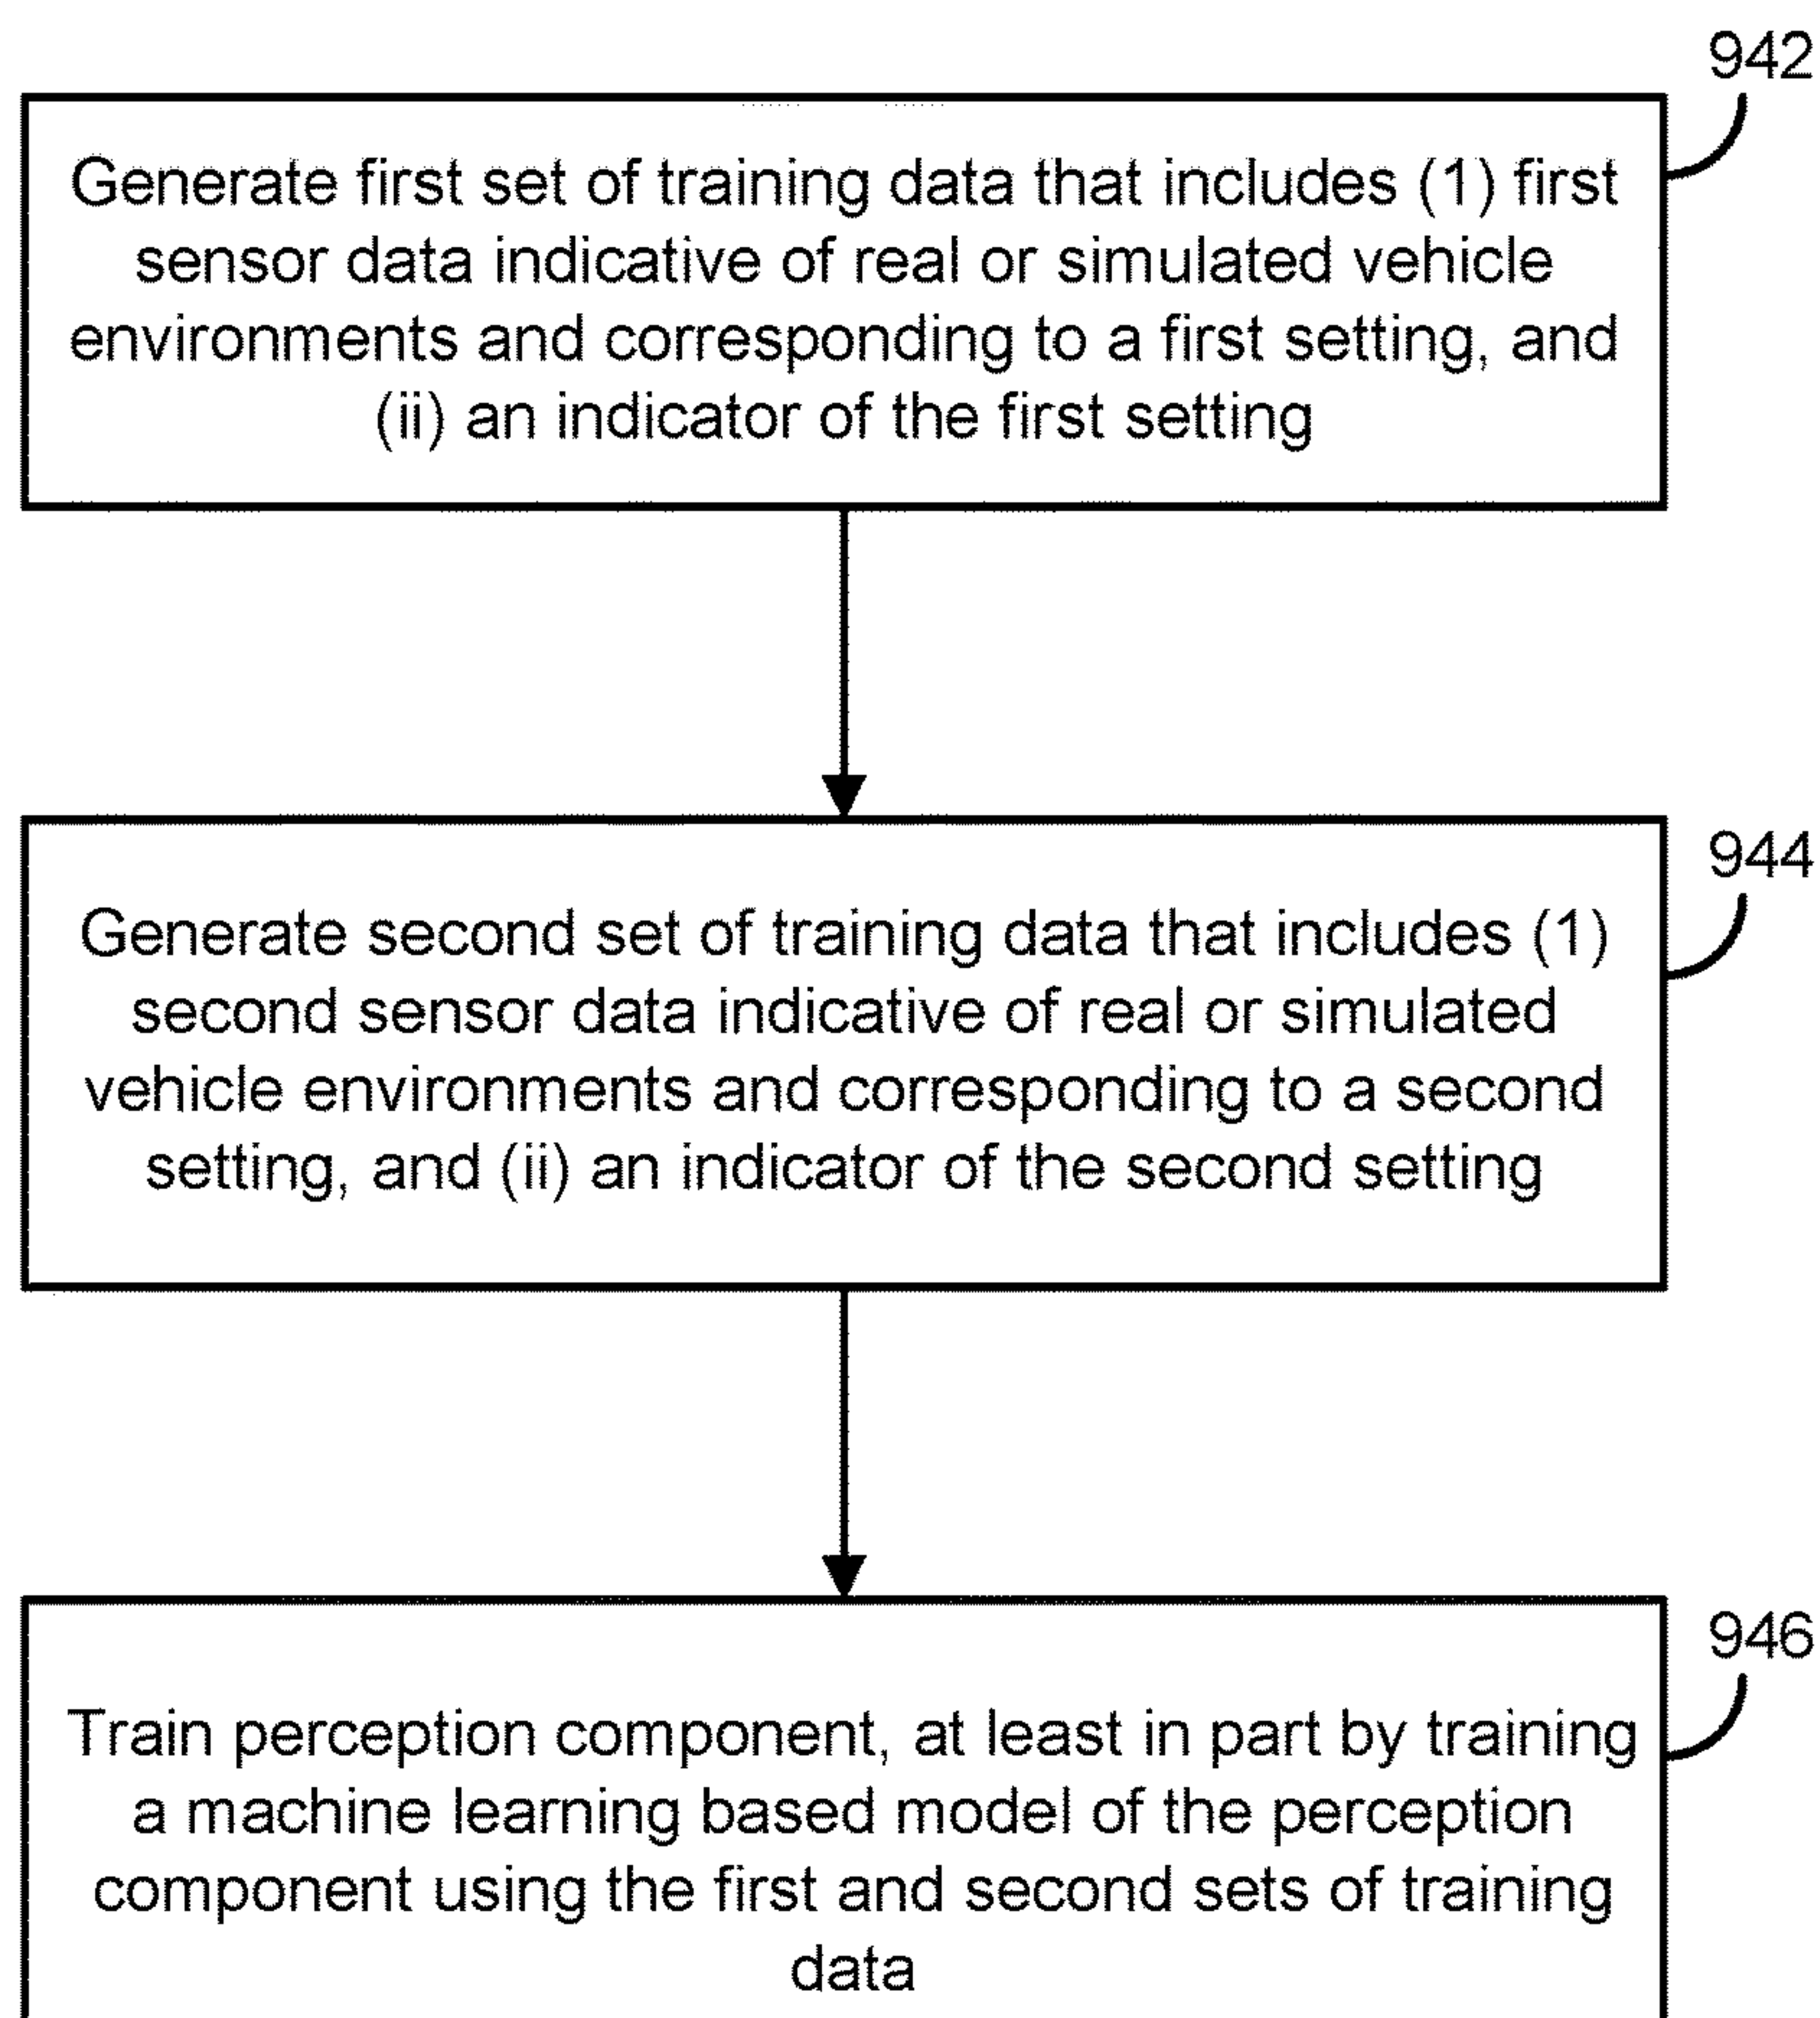 942
Generate first set of training data that includes (1) first
sensor data indicative of real or simulated vehicle
environments and corresponding to a first setting, and
(ii) an indicator of the first setting
944
Generate second set of training data that includes (1)
second sensor data indicative of real or simulated
vehicle environments and corresponding to a second
setting, and (ii) an indicator of the second setting
946
Train perception component, at least in part by training
a machine learning based model of the perception
component using the first and second sets of training
data